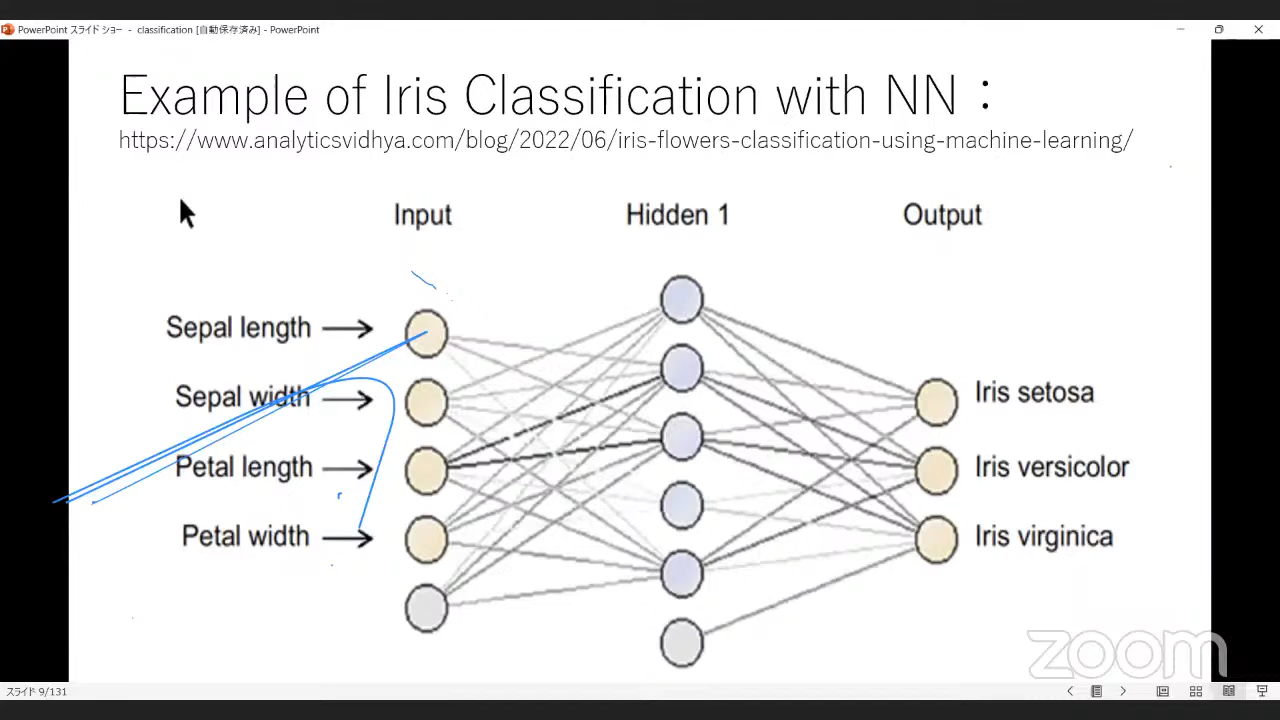 PowerPoint スライド ショー - classification [自動保存済み] - PowerPoint
Example of Iris Classification with NN：
https://www.analyticsvidhya.com/blog/2022/06/iris-flowers-classification-using-machine-learning/
Input Hidden 1 Output
Sepal length
Sepal width
Petal length
Petal width
Iris setosa
Iris versicolor
Iris virginica
zoom
スライド 9/131